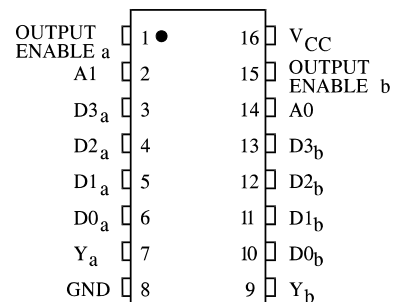 OUTPUT
ENABLE a 1 16 VCC
A1 2 15 OUTPUT
ENABLE b
D3a 3 14 A0
D2a 4 13 D3b
D1a 5 12 D2b
D0a 6 11 D1b
Ya 7 10 D0b
GND 8 9 Yb